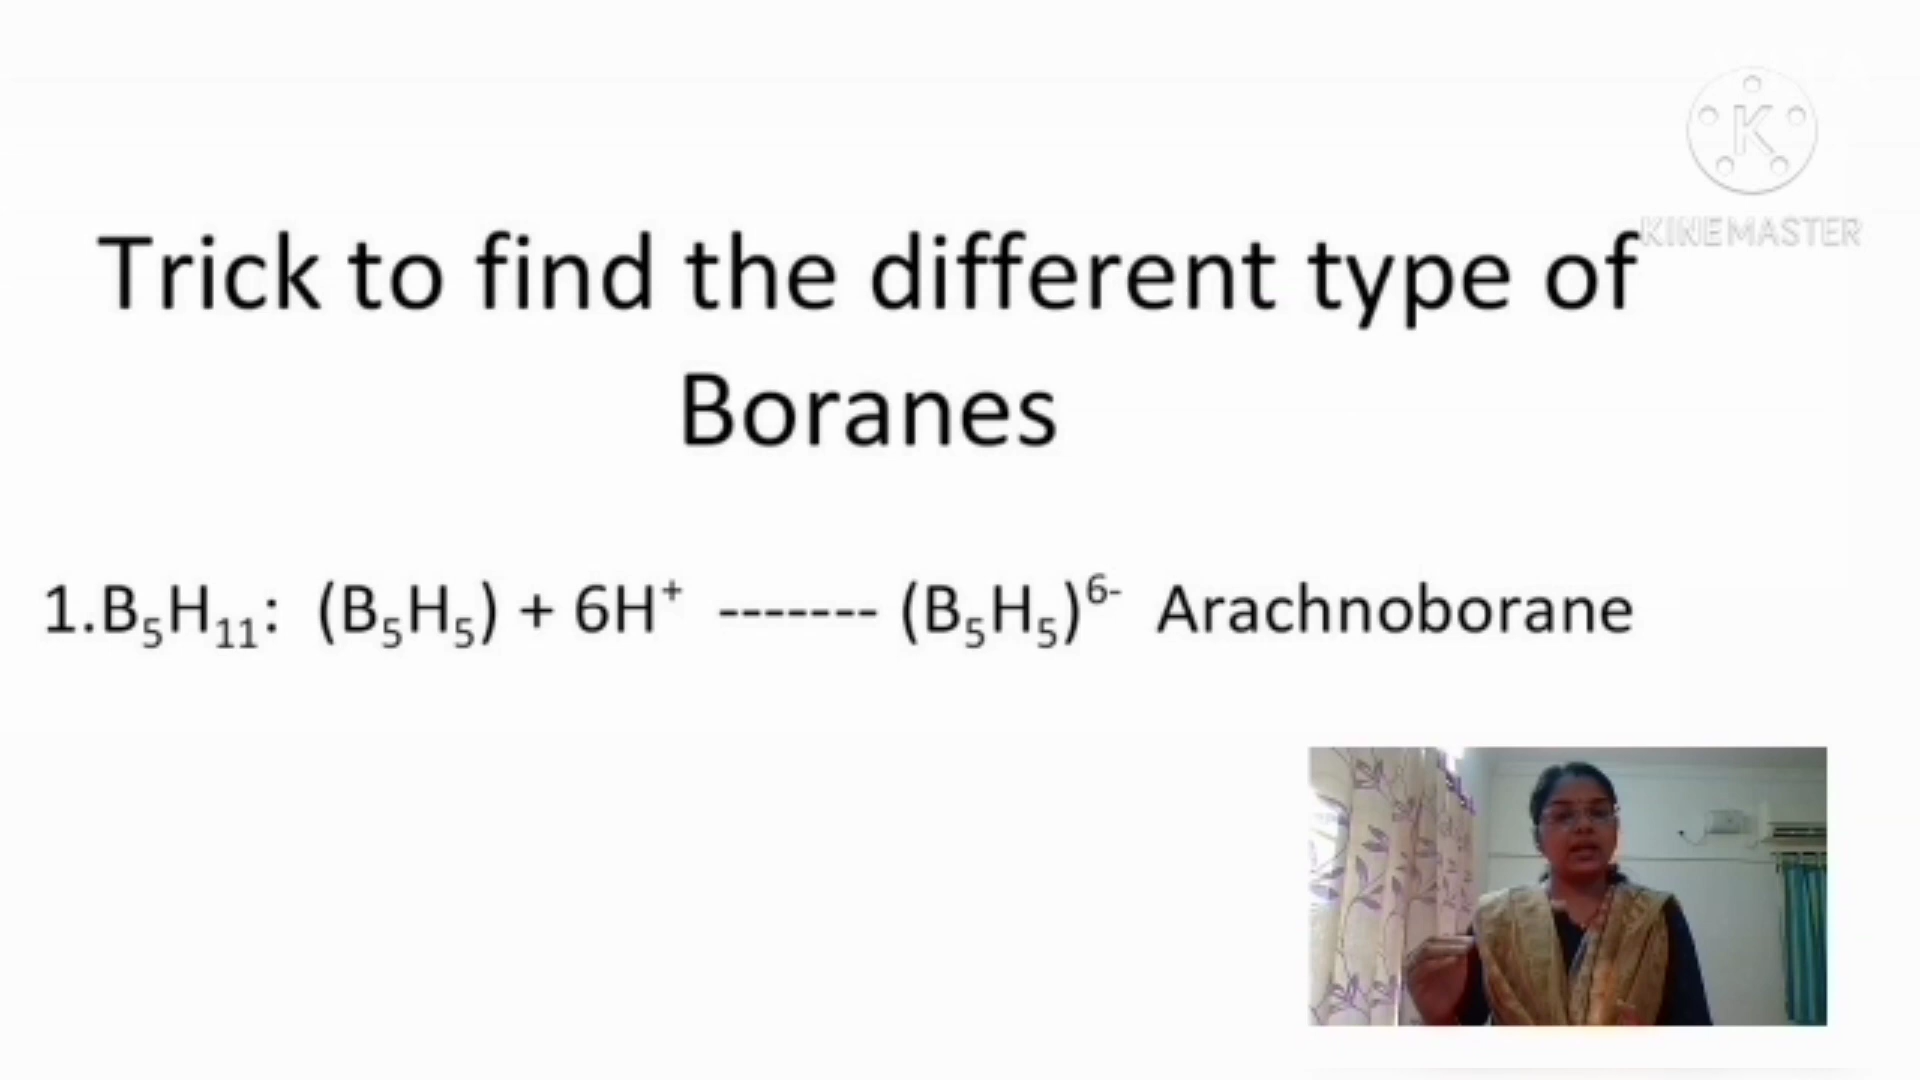 K
KINEMASTER
Trick to find the different type of
Boranes
1.B₅H₁₁: (B₅H₅) + 6H⁺ ------- (B₅H₅)⁶⁻ Arachnoborane